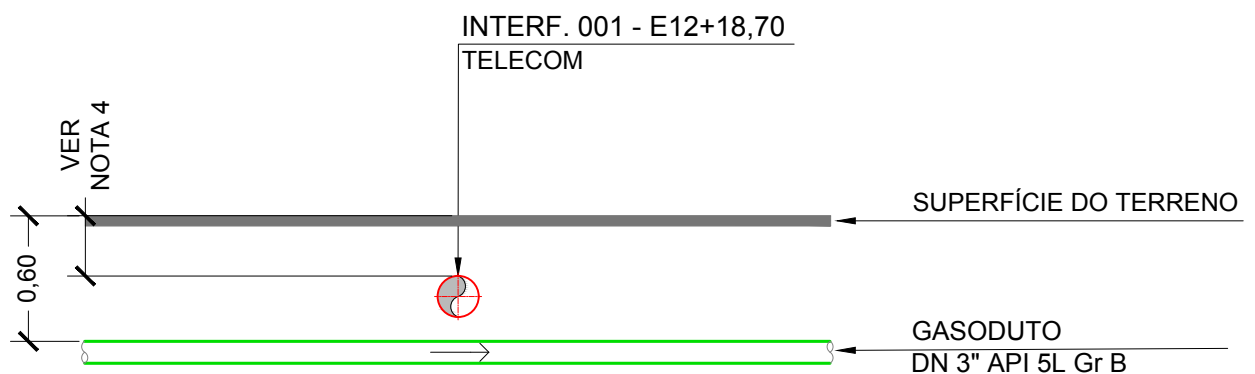 INTERF. 001 - E12+18,70
TELECOM
VER
NOTA 4
SUPERFÍCIE DO TERRENO
0,60
GASODUTO
DN 3" API 5L Gr B